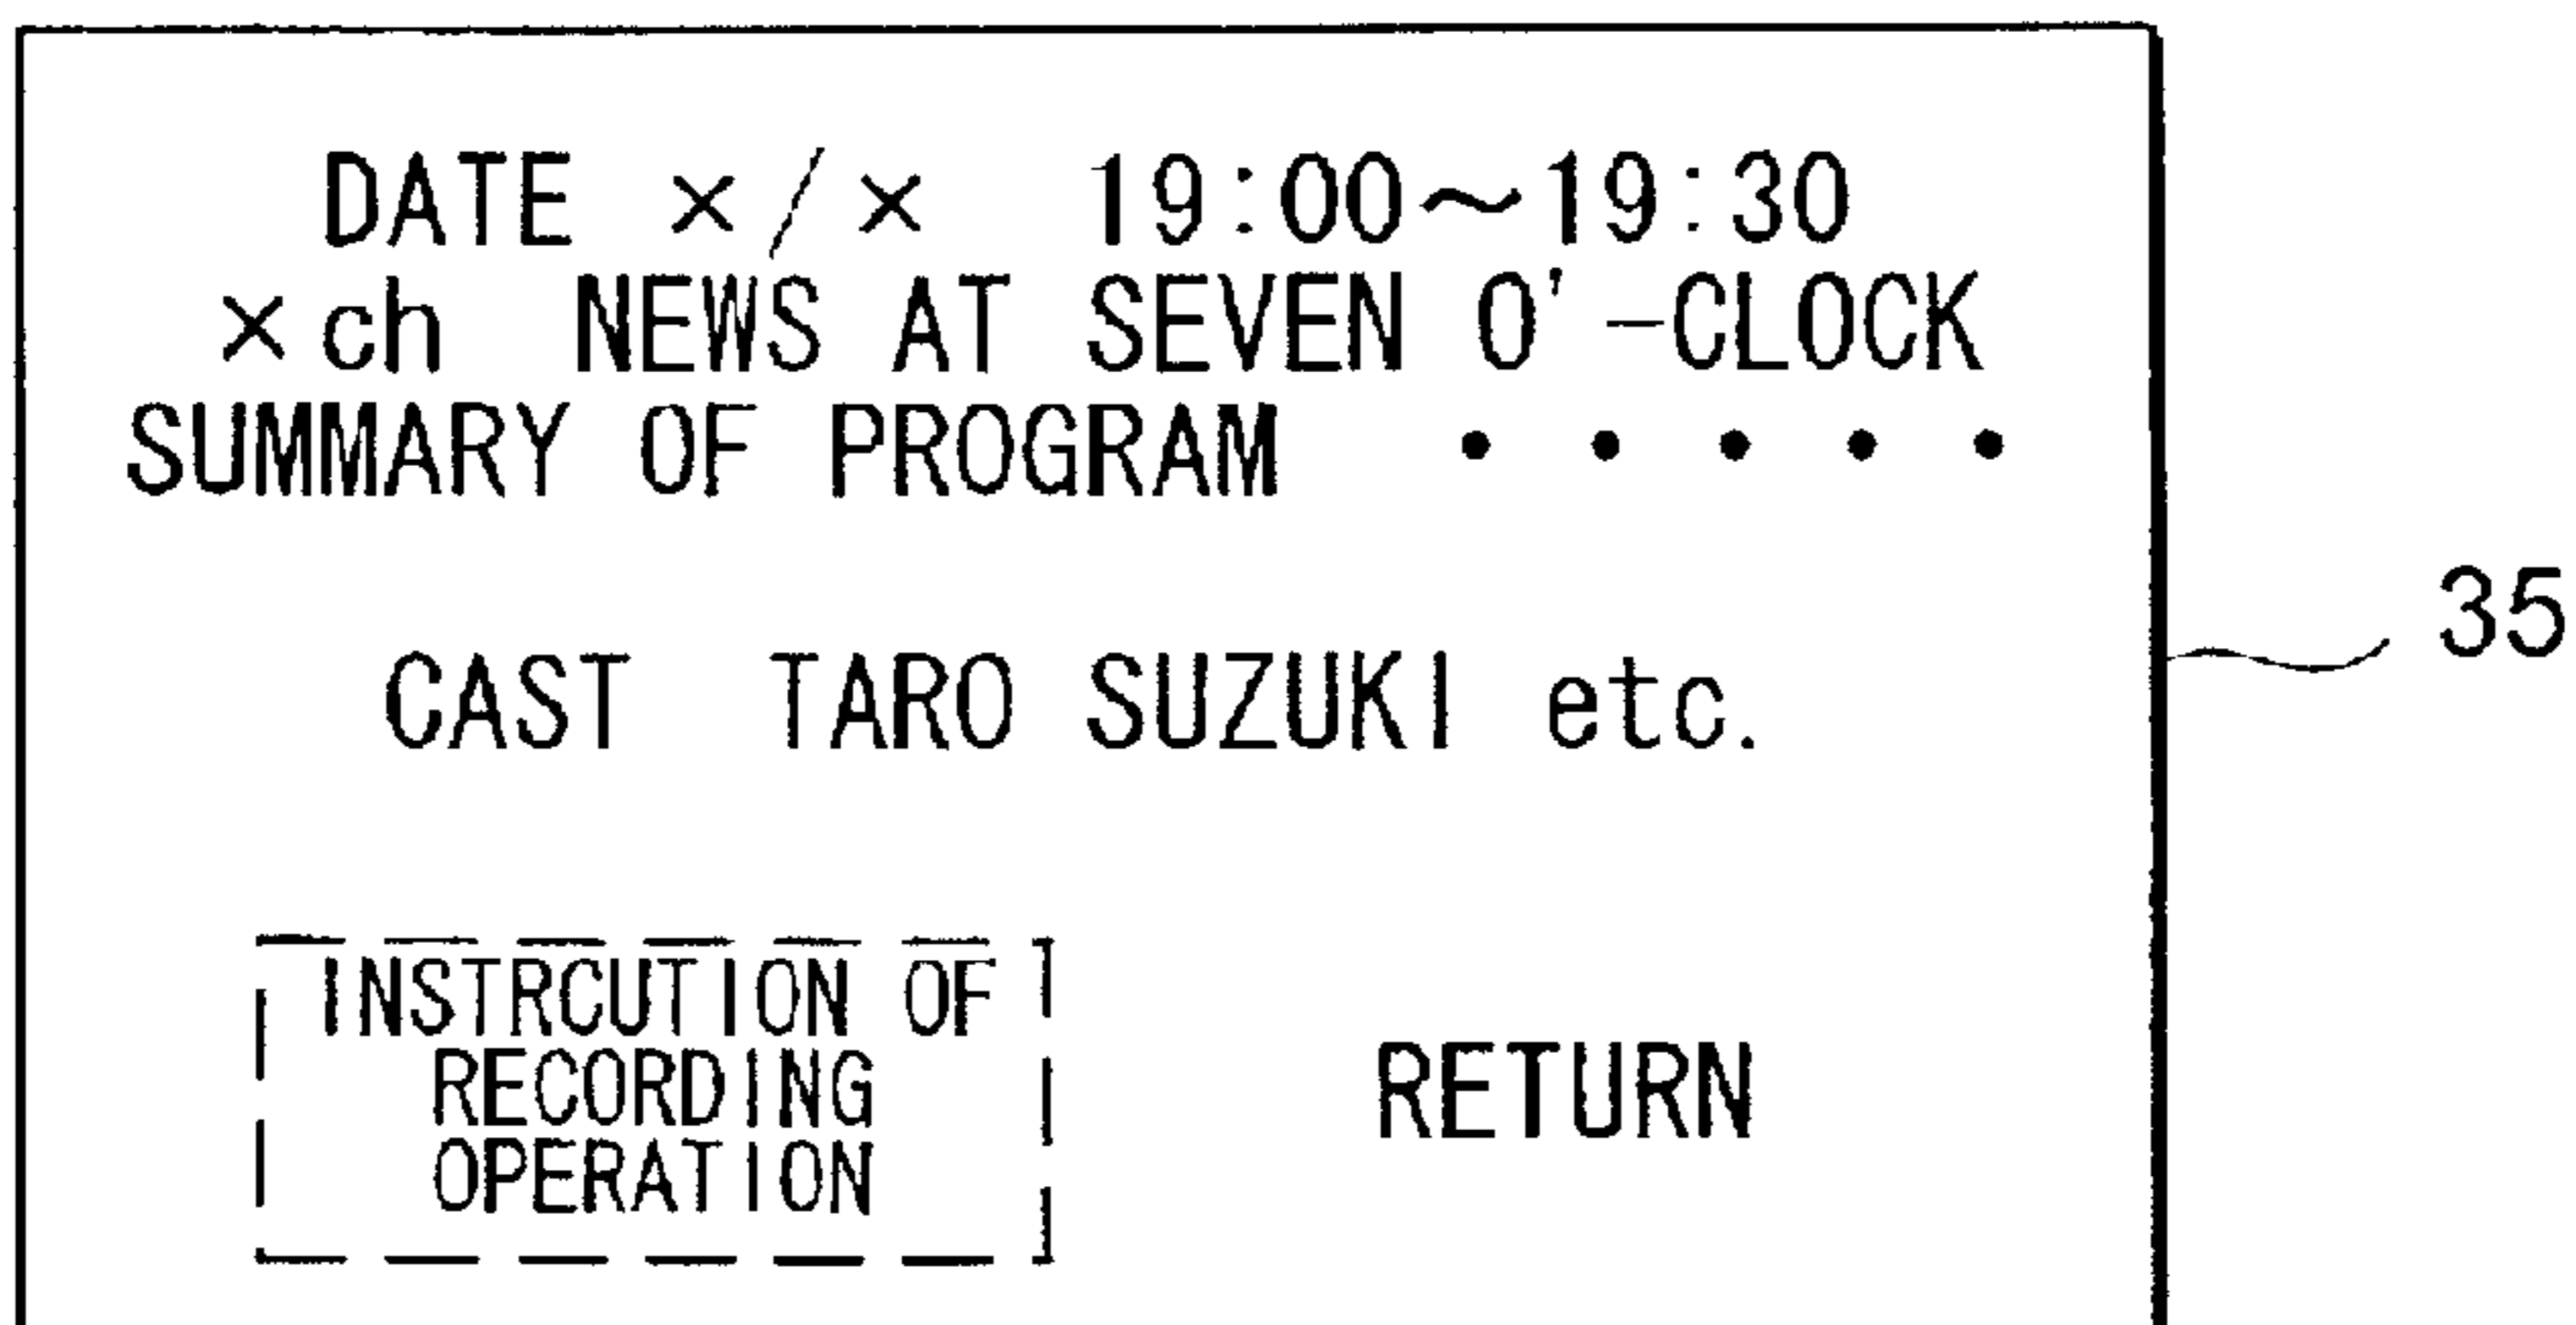 DATE ×/× 19:00～19:30
×ch NEWS AT SEVEN O'-CLOCK
SUMMARY OF PROGRAM • • • • •
35
CAST TARO SUZUKI etc.
INSTRCUTION OF
RECORDING
OPERATION
RETURN